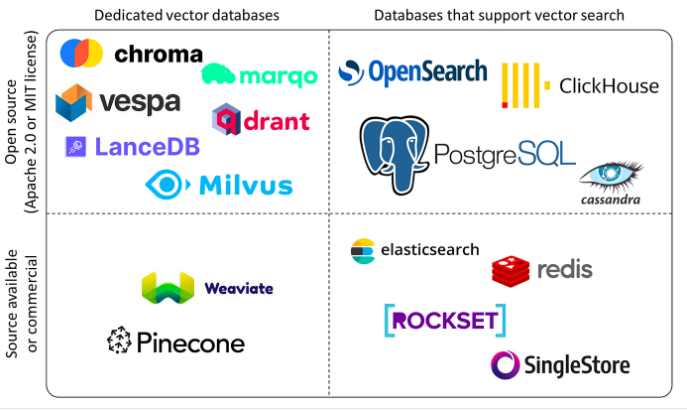 Dedicated vector databases
Databases that support vector search
Open source
(Apache 2.0 or MIT license)
chroma
marqo
vespa
qdrant
LanceDB
Milvus
OpenSearch
ClickHouse
PostgreSQL
cassandra
Source available
or commercial
Weaviate
Pinecone
elasticsearch
redis
[ROCKSET]
SingleStore